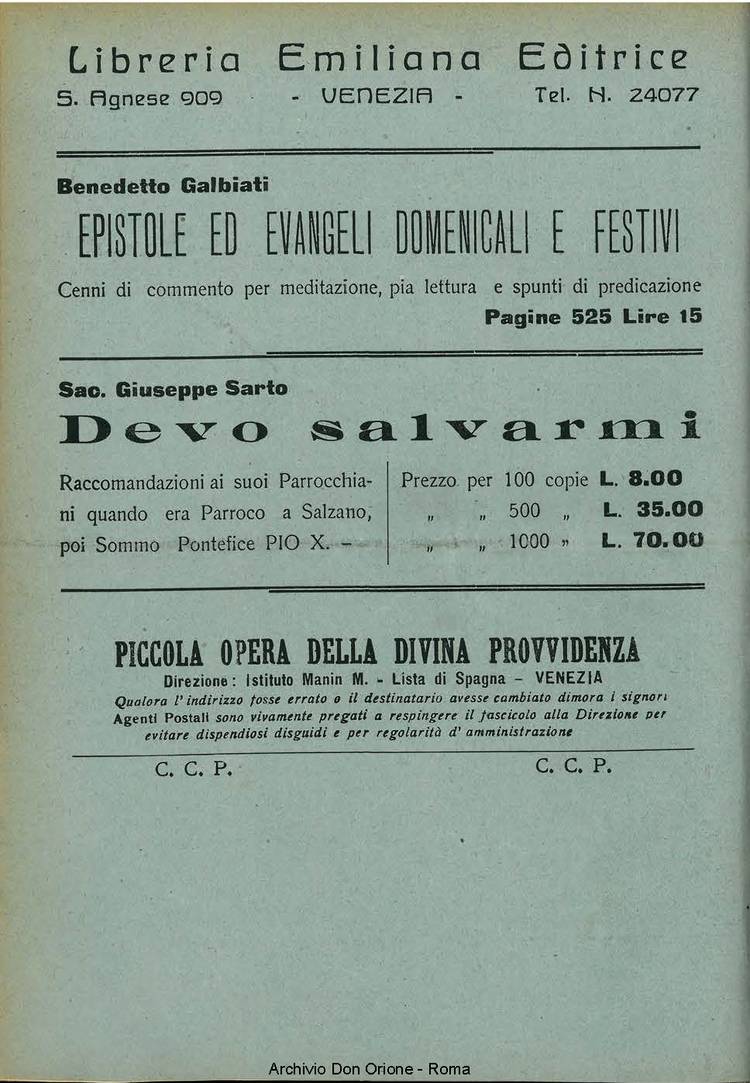 Libreria Emiliana Editrice
S. Agnese 909 - VENEZIA - Tel. N. 24077
Benedetto Galbiati
EPISTOLE ED EVANGELI DOMENICALI E FESTIVI
Cenni di commento per meditazione, pia lettura e spunti di predicazione
Pagine 525 Lire 15
Sac. Giuseppe Sarto
Devo salvarmi
Raccomandazioni ai suoi Parrocchia-
ni quando era Parroco a Salzano,
poi Sommo Pontefice PIO X. –
Prezzo per 100 copie L. 8.00
„ „ 500 „ L. 35.00
„ „ 1000 „ L. 70.00
PICCOLA OPERA DELLA DIVINA PROVVIDENZA
Direzione: Istituto Manin M. - Lista di Spagna – VENEZIA
Qualora l'indirizzo fosse errato o il destinatario avesse cambiato dimora i signori
Agenti Postali sono vivamente pregati a respingere il fascicolo alla Direzione per
evitare dispendiosi disguidi e per regolarità d'amministrazione
C. C. P. C. C. P.
Archivio Don Orione - Roma